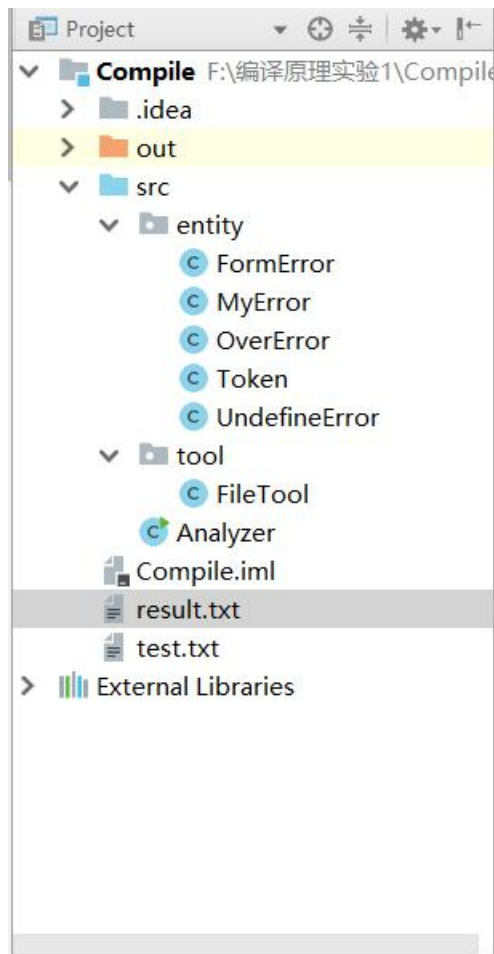 Project
Compile F:\编译原理实验1\Compile
.idea
out
src
entity
C FormError
C MyError
C OverError
C Token
C UndefineError
tool
C FileTool
C Analyzer
Compile.iml
result.txt
test.txt
External Libraries